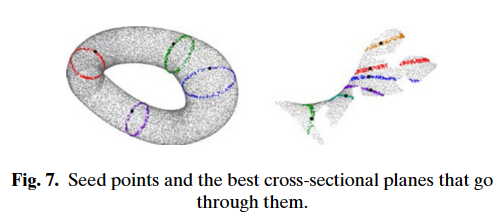 Fig. 7. Seed points and the best cross-sectional planes that go
through them.